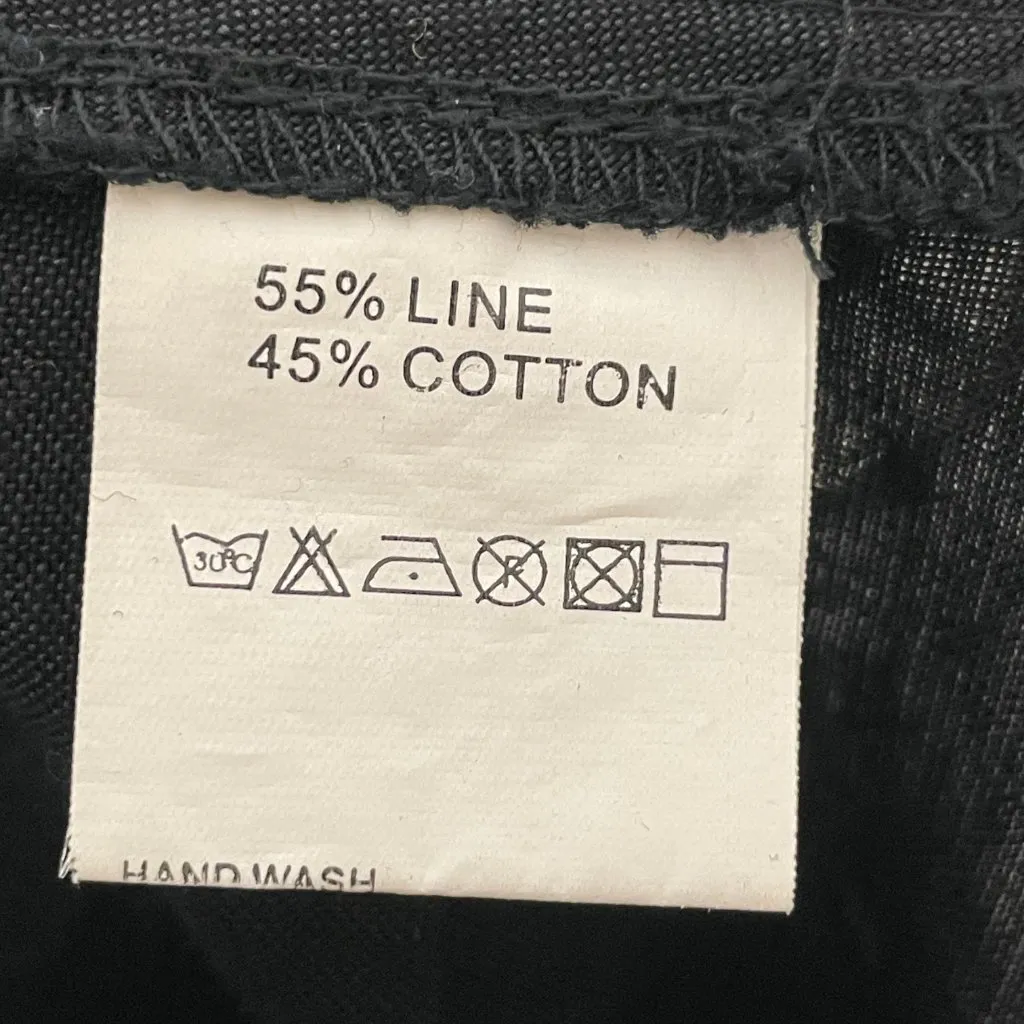 55% LINE
45% COTTON
30°C
R
HAND WASH